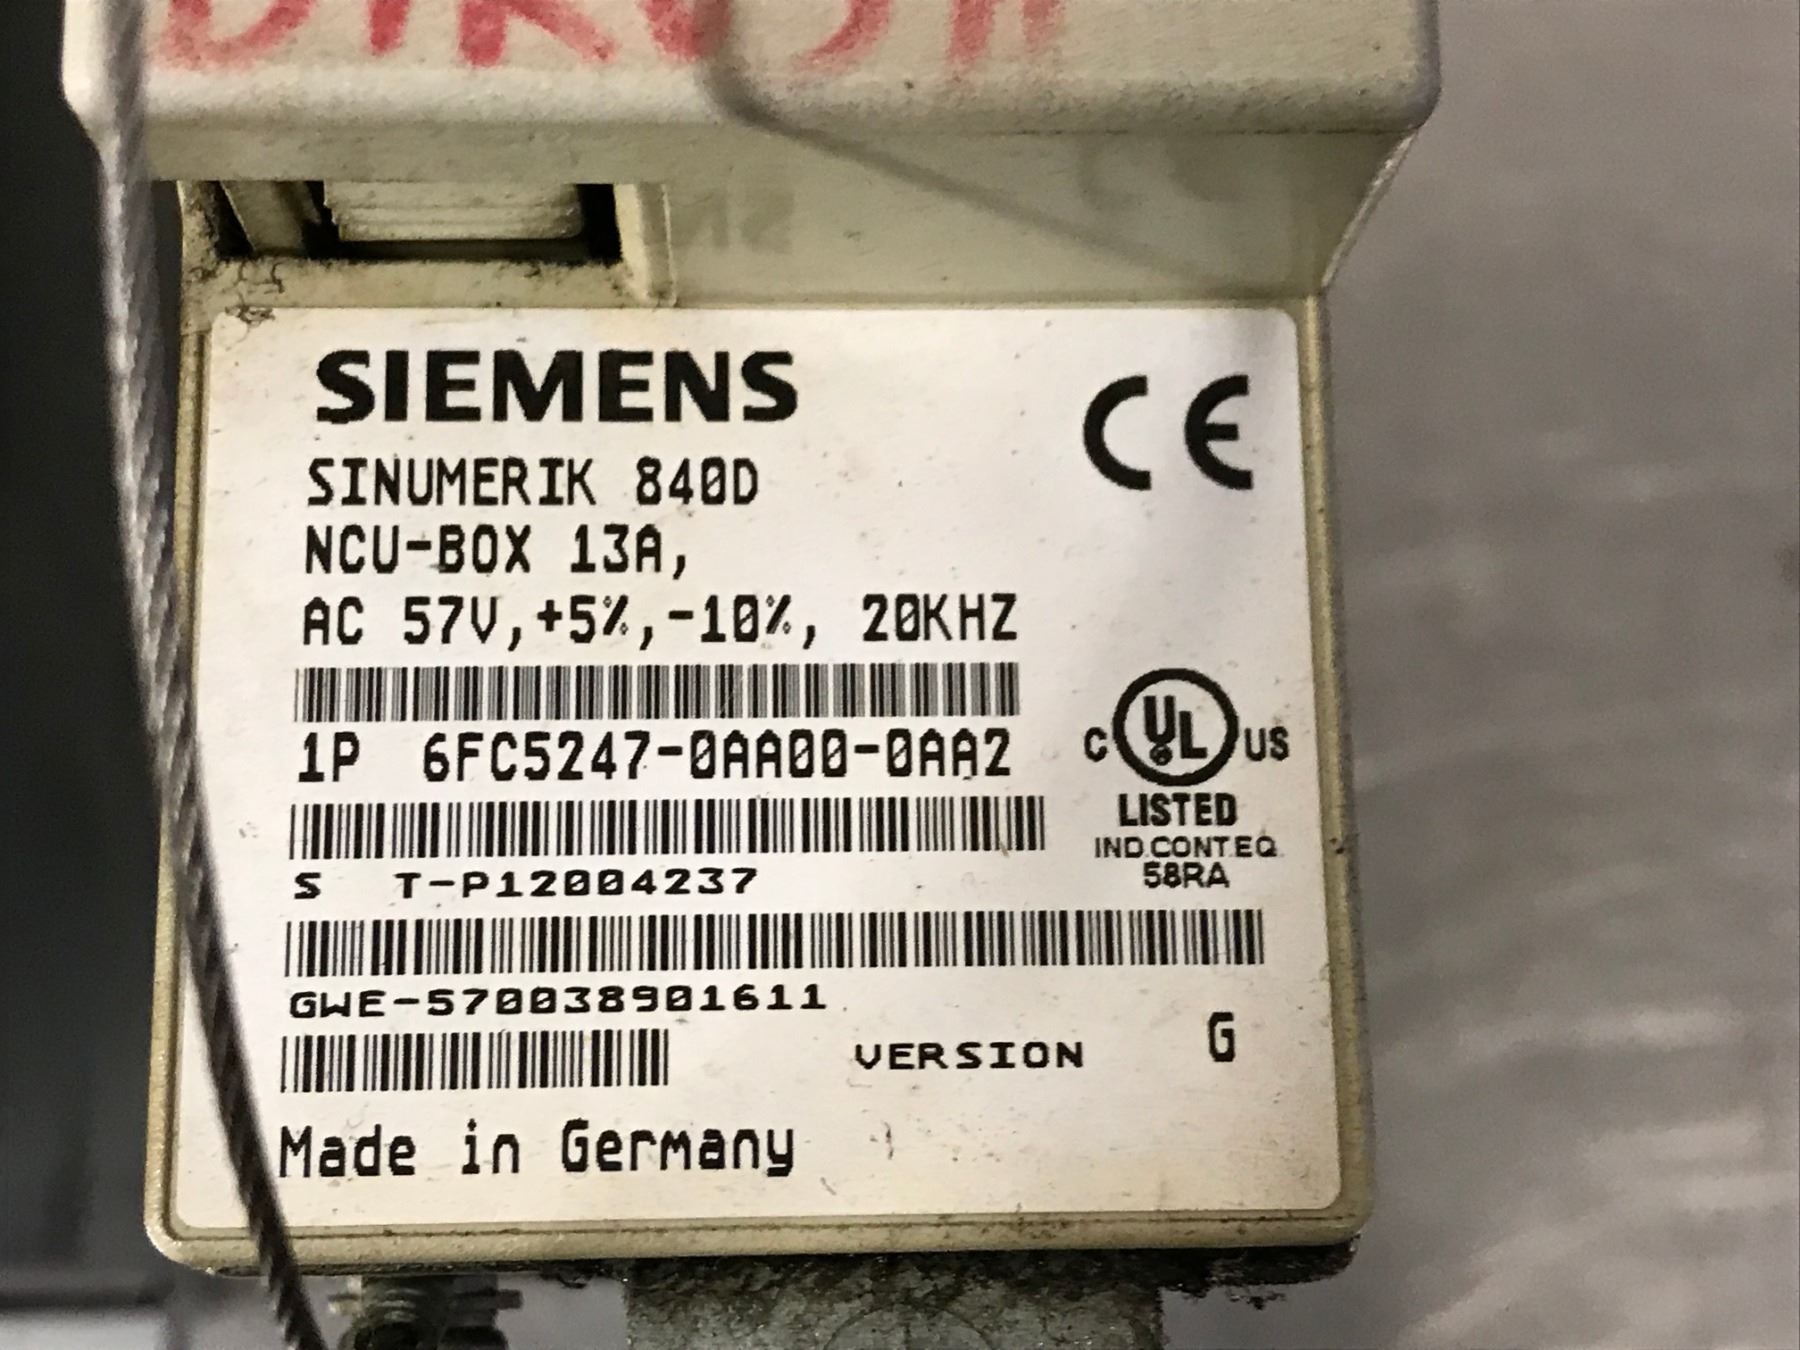 SIEMENS
CE
SINUMERIK 840D
NCU-BOX 13A,
AC 57V,+5%,-10%, 20KHZ
1P 6FC5247-0AA00-0AA2
C UL US
LISTED
IND.CONT.EQ.
58RA
S T-P12004237
GWE-570038901611
VERSION G
Made in Germany